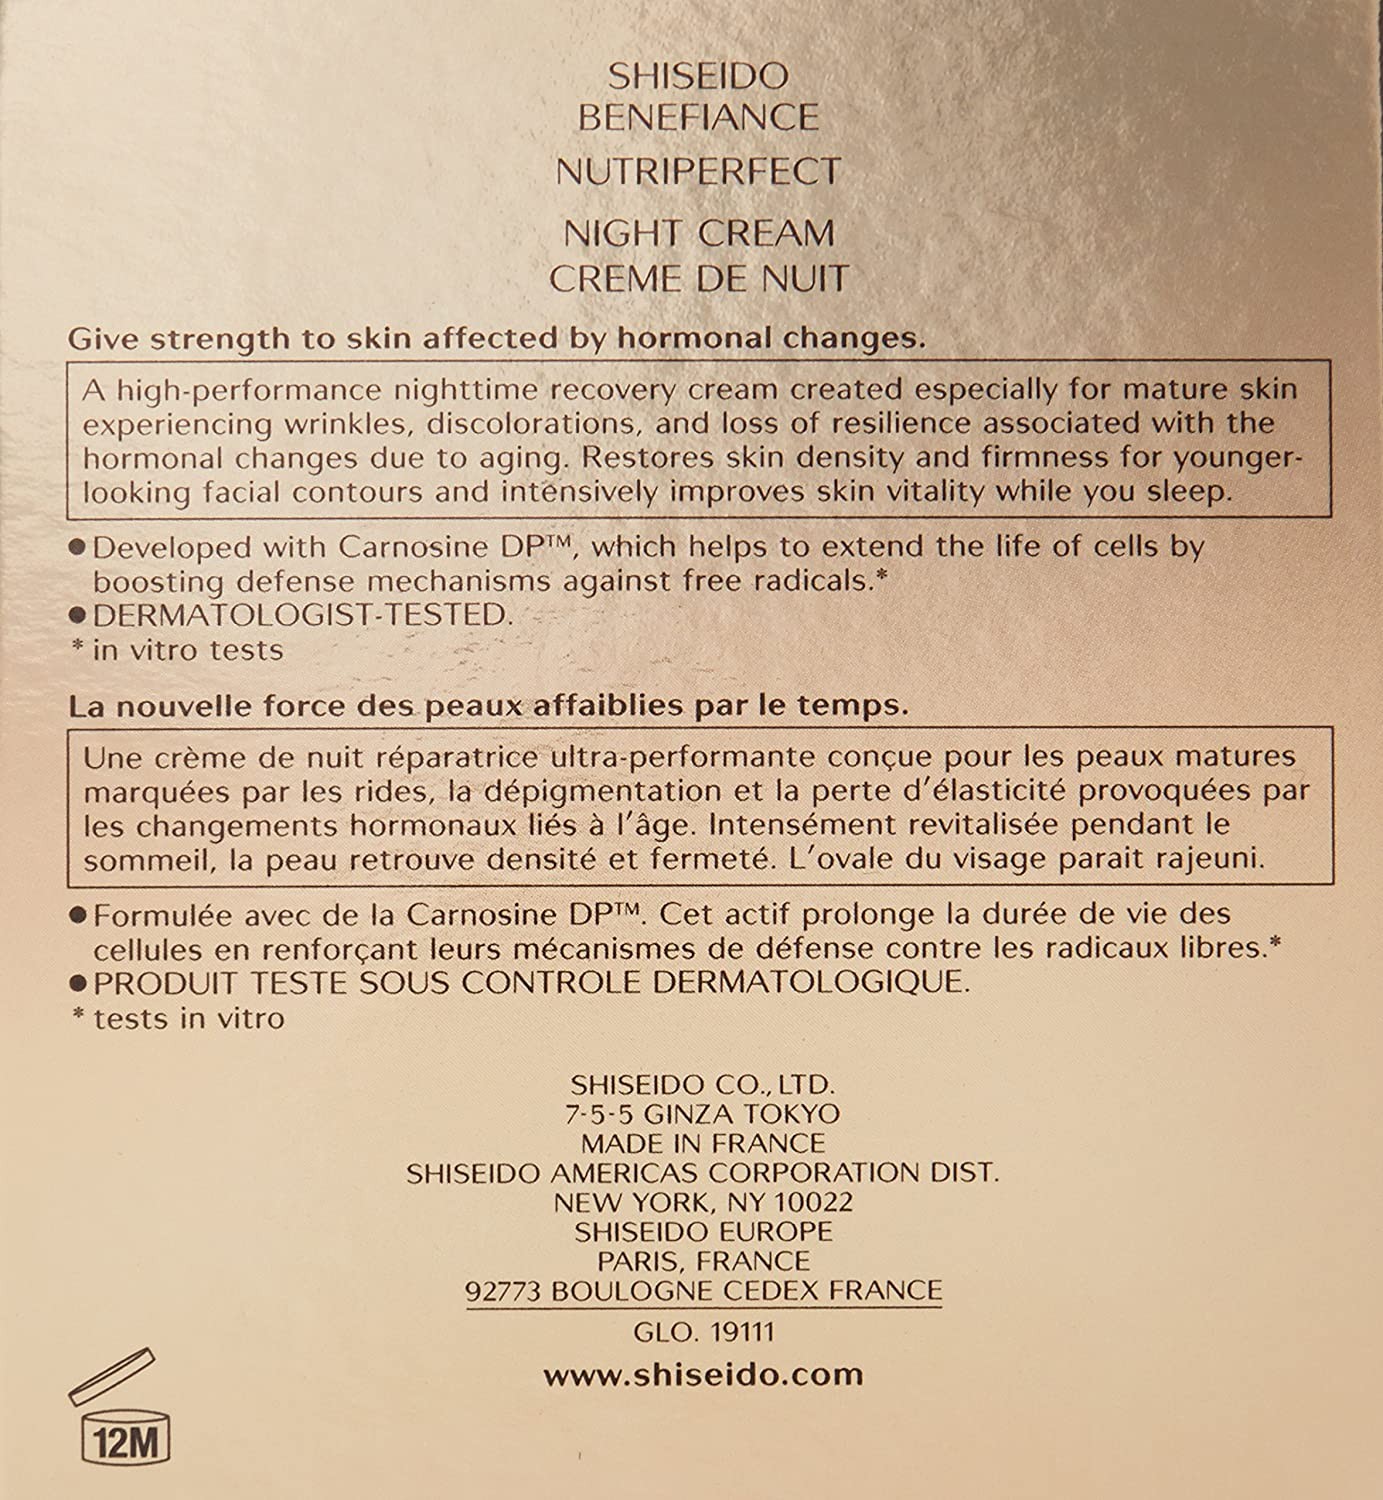 SHISEIDO
BENEFIANCE
NUTRIPERFECT
NIGHT CREAM
CREME DE NUIT
Give strength to skin affected by hormonal changes.
A high-performance nighttime recovery cream created especially for mature skin
experiencing wrinkles, discolorations, and loss of resilience associated with the
hormonal changes due to aging. Restores skin density and firmness for younger-
looking facial contours and intensively improves skin vitality while you sleep.
● Developed with Carnosine DP™, which helps to extend the life of cells by
boosting defense mechanisms against free radicals.*
● DERMATOLOGIST-TESTED.
* in vitro tests
La nouvelle force des peaux affaiblies par le temps.
Une crème de nuit réparatrice ultra-performante conçue pour les peaux matures
marquées par les rides, la dépigmentation et la perte d'élasticité provoquées par
les changements hormonaux liés à l'âge. Intensément revitalisée pendant le
sommeil, la peau retrouve densité et fermeté. L'ovale du visage parait rajeuni.
● Formulée avec de la Carnosine DP™. Cet actif prolonge la durée de vie des
cellules en renforçant leurs mécanismes de défense contre les radicaux libres.*
● PRODUIT TESTE SOUS CONTROLE DERMATOLOGIQUE.
* tests in vitro
SHISEIDO CO., LTD.
7-5-5 GINZA TOKYO
MADE IN FRANCE
SHISEIDO AMERICAS CORPORATION DIST.
NEW YORK, NY 10022
SHISEIDO EUROPE
PARIS, FRANCE
92773 BOULOGNE CEDEX FRANCE
GLO. 19111
www.shiseido.com
12M